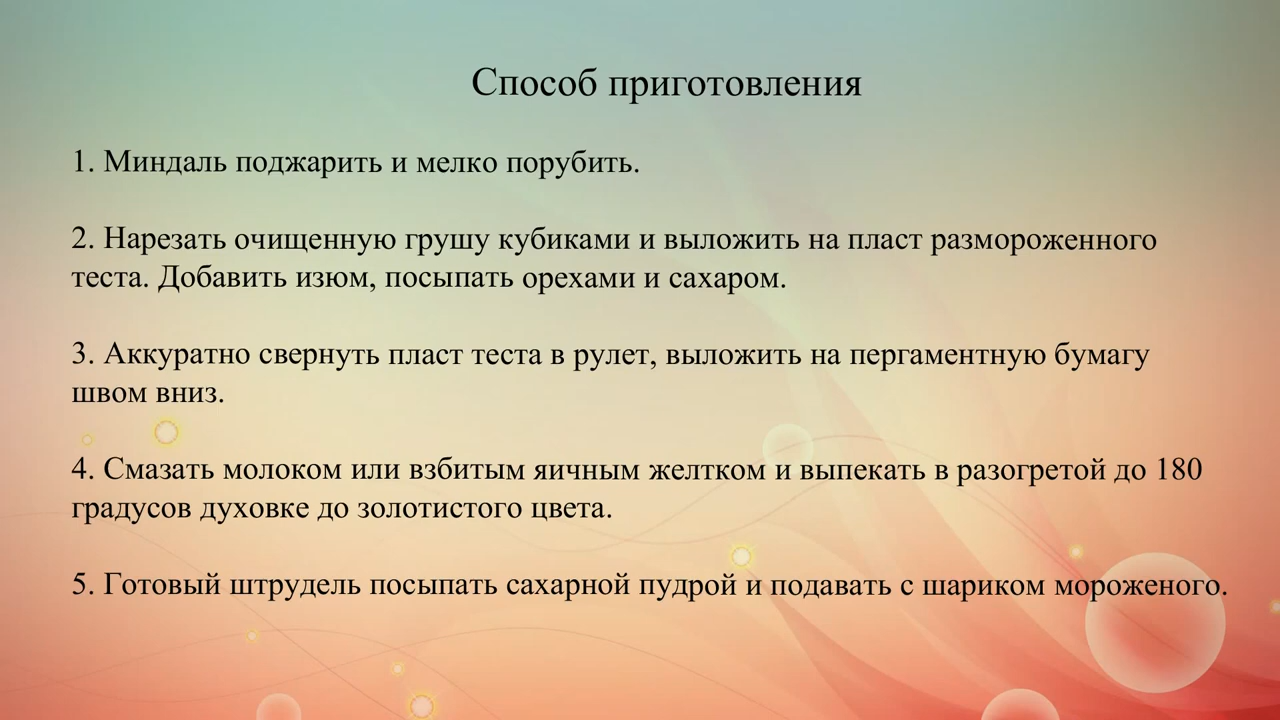 Способ приготовления
1. Миндаль поджарить и мелко порубить.
2. Нарезать очищенную грушу кубиками и выложить на пласт размороженного
теста. Добавить изюм, посыпать орехами и сахаром.
3. Аккуратно свернуть пласт теста в рулет, выложить на пергаментную бумагу
швом вниз.
4. Смазать молоком или взбитым яичным желтком и выпекать в разогретой до 180
градусов духовке до золотистого цвета.
5. Готовый штрудель посыпать сахарной пудрой и подавать с шариком мороженого.